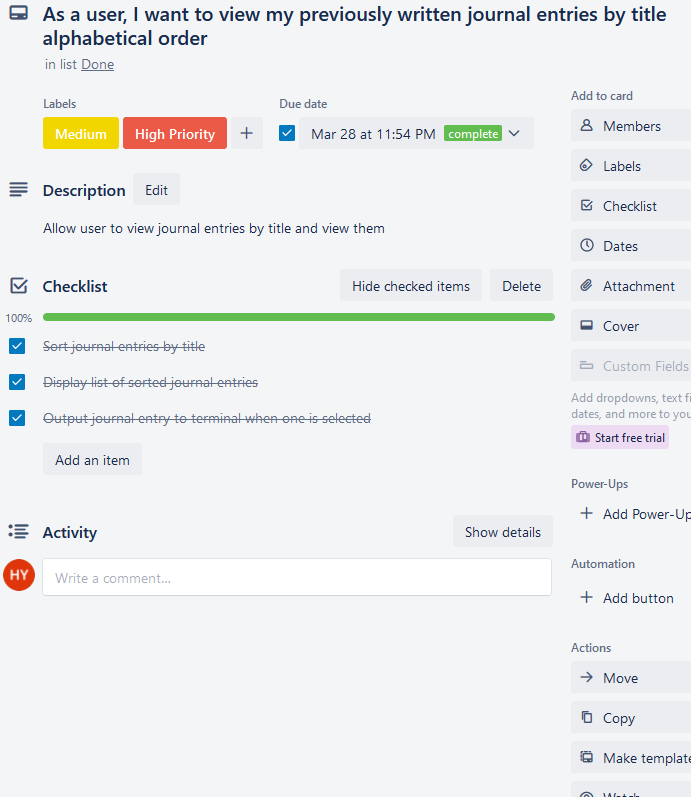 As a user, I want to view my previously written journal entries by title
alphabetical order
in list Done
Labels
Medium
High Priority
Due date
Mar 28 at 11:54 PM complete
Description
Edit
Allow user to view journal entries by title and view them
Checklist
Hide checked items
Delete
100%
Sort journal entries by title
Display list of sorted journal entries
Output journal entry to terminal when one is selected
Add an item
Activity
Show details
HY
Write a comment...
Add to card
Members
Labels
Checklist
Dates
Attachment
Cover
Custom Fields
Add dropdowns, text fi
dates, and more to you
Start free trial
Power-Ups
Add Power-Up
Automation
Add button
Actions
Move
Copy
Make template